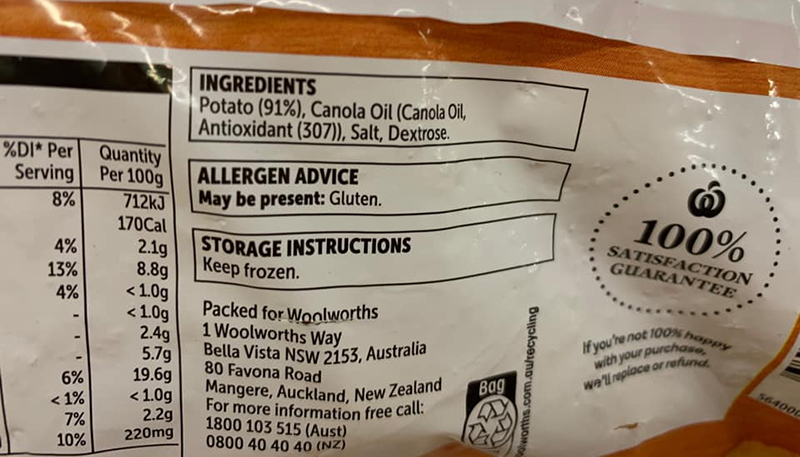 INGREDIENTS
Potato (91%), Canola Oil (Canola Oil,
Antioxidant (307)), Salt, Dextrose.
ALLERGEN ADVICE
May be present: Gluten.
STORAGE INSTRUCTIONS
Keep frozen.
Packed for Woolworths
1 Woolworths Way
Bella Vista NSW 2153, Australia
80 Favona Road
Mangere, Auckland, New Zealand
For more information free call:
1800 103 515 (Aust)
0800 40 40 40 (NZ)
%DI* Per Quantity
Serving Per 100g
8% 712kJ
170Cal
4% 2.1g
13% 8.8g
4% <1.0g
- <1.0g
- 2.4g
- 5.7g
6% 19.6g
<1% <1.0g
7% 2.2g
10% 220mg
Bag
.com.au/recycling
100%
SATISFACTION
GUARANTEE
If you're not 100% happy
with your purchase,
we'll replace or refund.